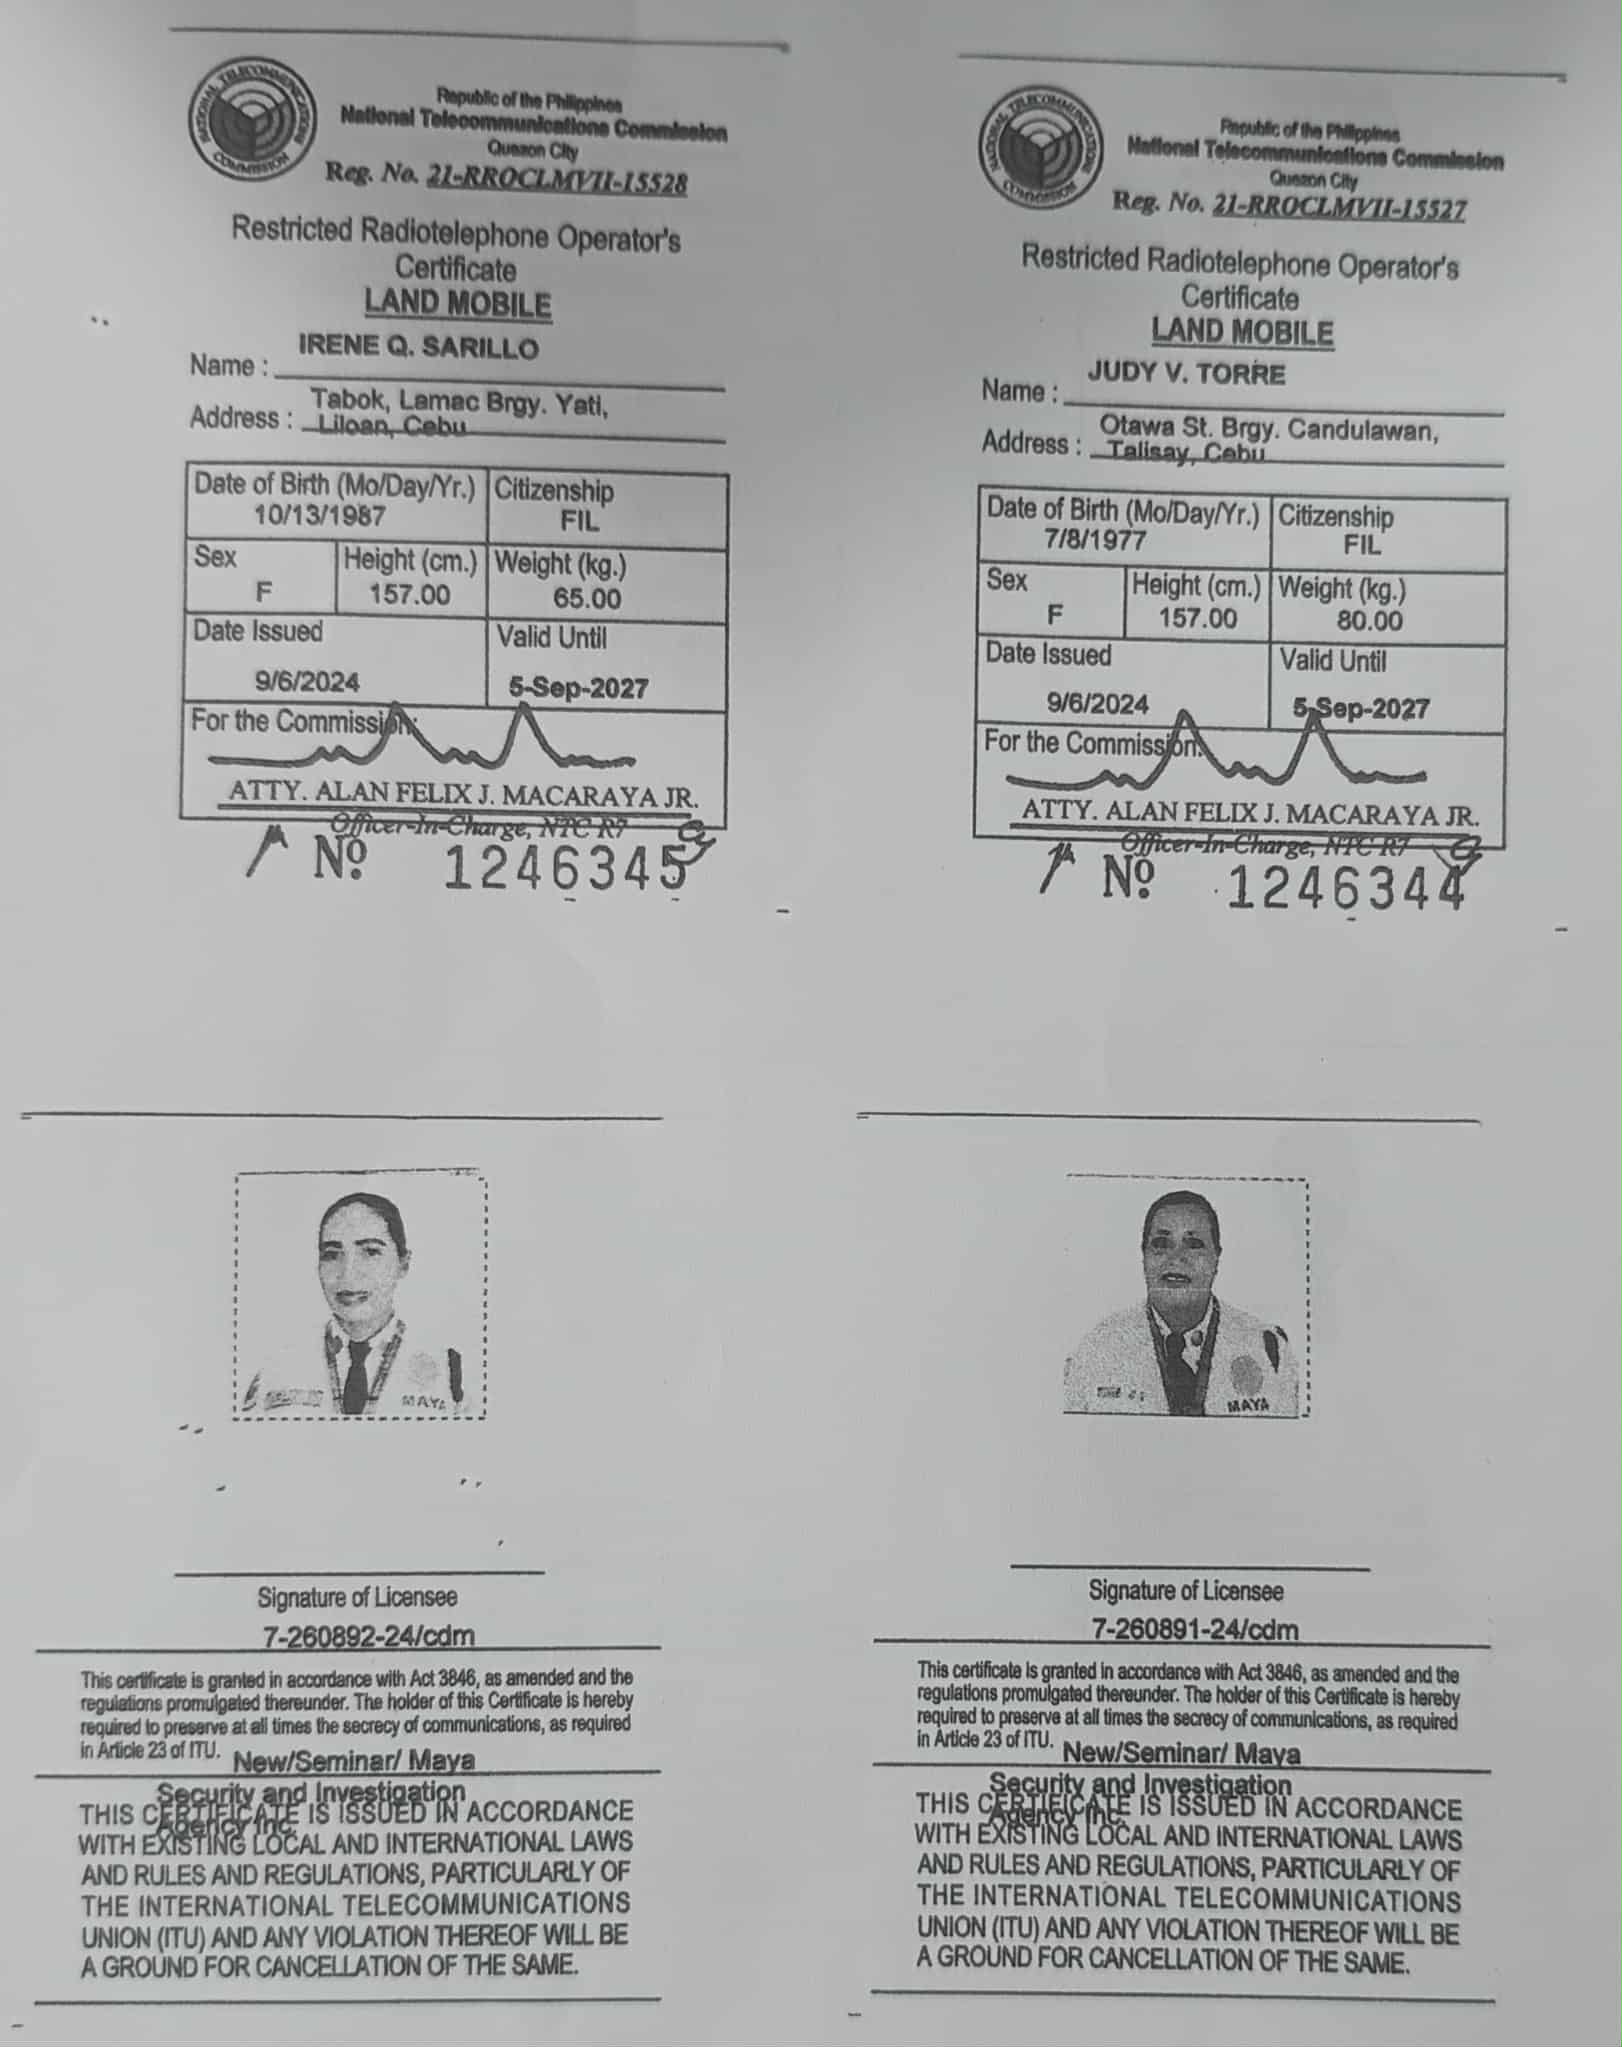 NATIONAL TELECOMMUNICATIONS COMMISSION
Republic of the Philippines
National Telecommunications Commission
Quezon City
Reg. No. 21-RROCLMVII-15528
Restricted Radiotelephone Operator's
Certificate
LAND MOBILE
IRENE Q. SARILLO
Name :
Tabok, Lamac Brgy. Yati,
Address : Liloan, Cebu
Date of Birth (Mo/Day/Yr.) Citizenship
10/13/1987 FIL
Sex Height (cm.) Weight (kg.)
F 157.00 65.00
Date Issued Valid Until
9/6/2024 5-Sep-2027
For the Commission:
ATTY. ALAN FELIX J. MACARAYA JR.
Officer-In-Charge, NTC R7
Nº 1246345
NATIONAL TELECOMMUNICATIONS COMMISSION
Republic of the Philippines
National Telecommunications Commission
Quezon City
Reg. No. 21-RROCLMVII-15527
Restricted Radiotelephone Operator's
Certificate
LAND MOBILE
JUDY V. TORRE
Name :
Otawa St. Brgy. Candulawan,
Address : Talisay, Cebu
Date of Birth (Mo/Day/Yr.) Citizenship
7/8/1977 FIL
Sex Height (cm.) Weight (kg.)
F 157.00 80.00
Date Issued Valid Until
9/6/2024 5-Sep-2027
For the Commission:
ATTY. ALAN FELIX J. MACARAYA JR.
Officer-In-Charge, NTC R7
Nº 1246344
MAYA
Signature of Licensee
7-260892-24/cdm
This certificate is granted in accordance with Act 3846, as amended and the
regulations promulgated thereunder. The holder of this Certificate is hereby
required to preserve at all times the secrecy of communications, as required
in Article 23 of ITU. New/Seminar/ Maya
Security and Investigation
Agency Inc.
THIS CERTIFICATE IS ISSUED IN ACCORDANCE
WITH EXISTING LOCAL AND INTERNATIONAL LAWS
AND RULES AND REGULATIONS, PARTICULARLY OF
THE INTERNATIONAL TELECOMMUNICATIONS
UNION (ITU) AND ANY VIOLATION THEREOF WILL BE
A GROUND FOR CANCELLATION OF THE SAME.
MAYA
Signature of Licensee
7-260891-24/cdm
This certificate is granted in accordance with Act 3846, as amended and the
regulations promulgated thereunder. The holder of this Certificate is hereby
required to preserve at all times the secrecy of communications, as required
in Article 23 of ITU. New/Seminar/ Maya
Security and Investigation
Agency Inc.
THIS CERTIFICATE IS ISSUED IN ACCORDANCE
WITH EXISTING LOCAL AND INTERNATIONAL LAWS
AND RULES AND REGULATIONS, PARTICULARLY OF
THE INTERNATIONAL TELECOMMUNICATIONS
UNION (ITU) AND ANY VIOLATION THEREOF WILL BE
A GROUND FOR CANCELLATION OF THE SAME.